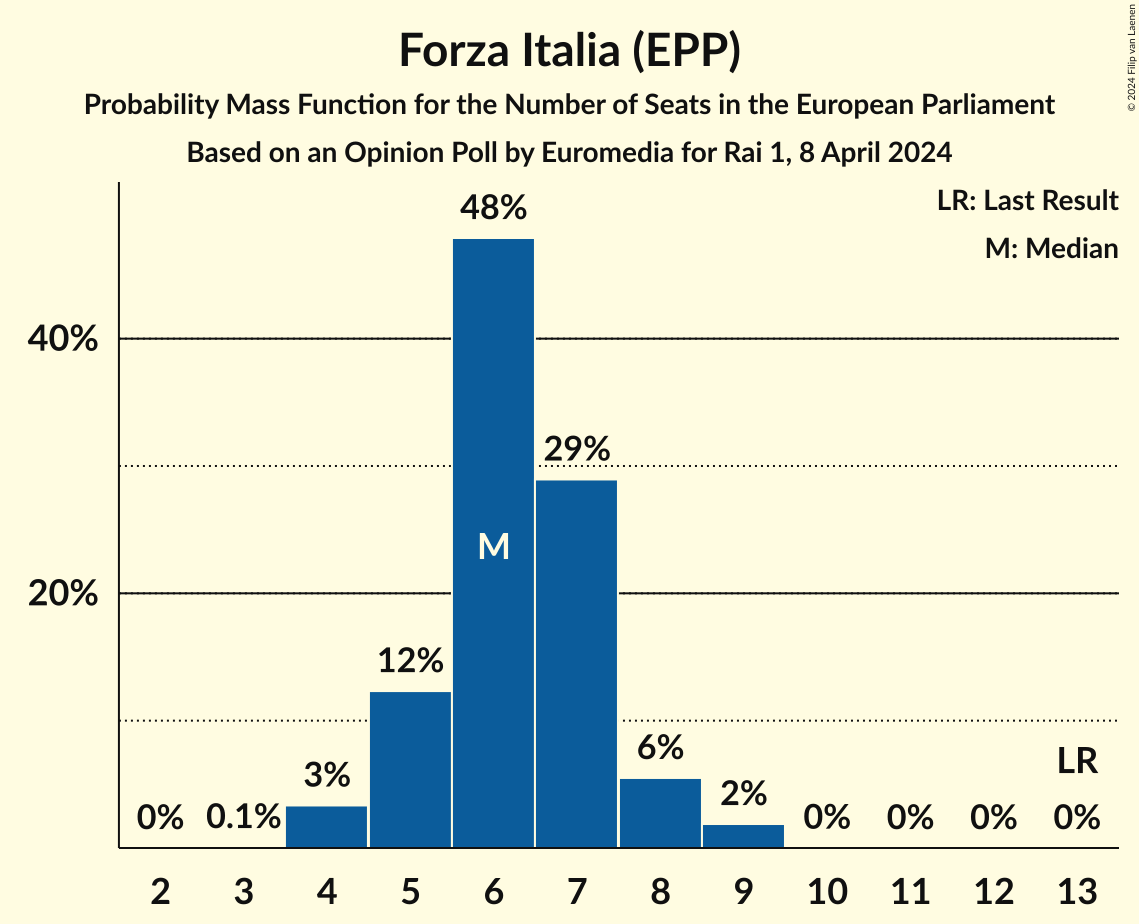 Forza Italia (EPP)
Probability Mass Function for the Number of Seats in the European Parliament
Based on an Opinion Poll by Euromedia for Rai 1, 8 April 2024
© 2024 Filip van Laenen
LR: Last Result
M: Median
48%
40%
29%
M
20%
12%
3%
6%
2%
LR
0%
0.1%
0%
0%
0%
0%
2 3 4 5 6 7 8 9 10 11 12 13